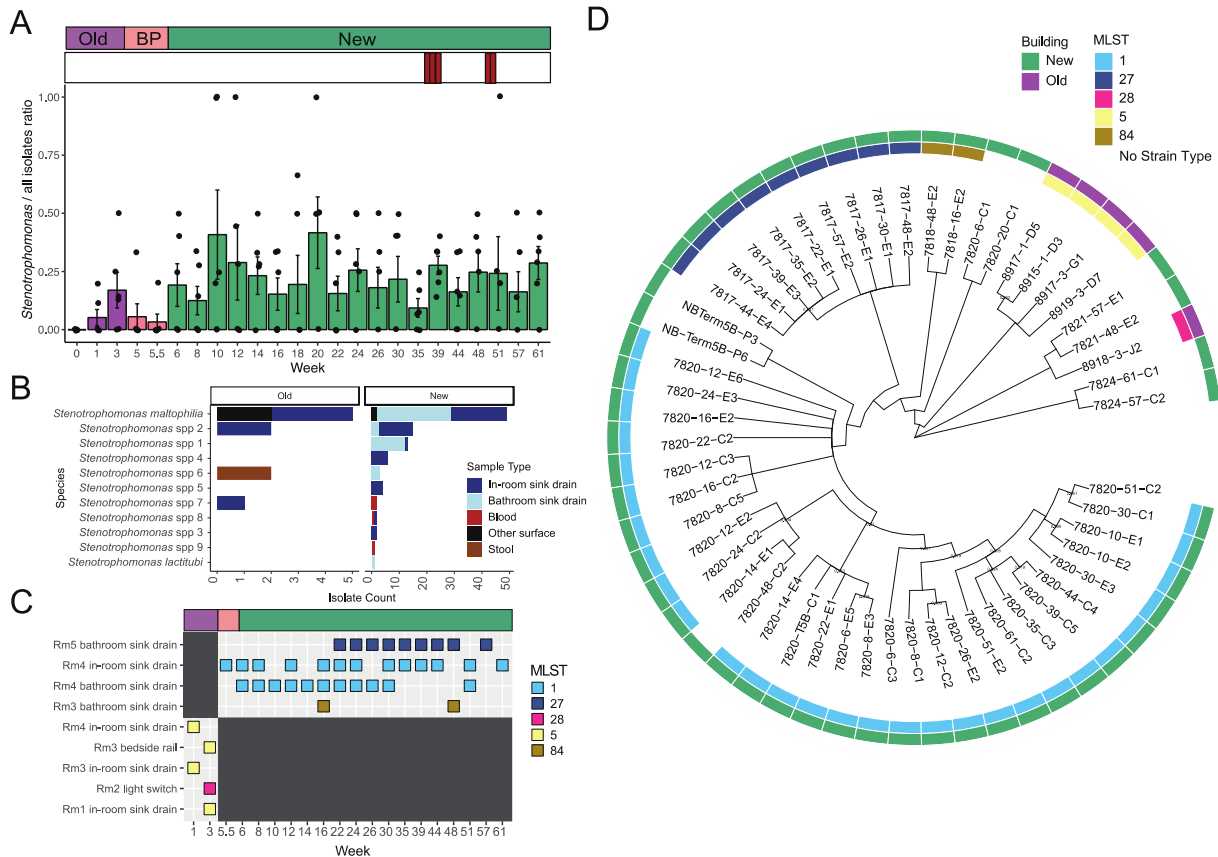 A
Old
BP
New
Stenotrophomonas / all isolates ratio
1.00
0.75
0.50
0.25
0.00
0 1 3 5 5.5 6 8 10 12 14 16 18 20 22 24 26 30 35 39 44 48 51 57 61
Week
B
Old
New
Species
Stenotrophomonas maltophilia
Stenotrophomonas spp 2
Stenotrophomonas spp 1
Stenotrophomonas spp 4
Stenotrophomonas spp 6
Stenotrophomonas spp 5
Stenotrophomonas spp 7
Stenotrophomonas spp 8
Stenotrophomonas spp 3
Stenotrophomonas spp 9
Stenotrophomonas lactitubi
0 1 2 3 4 5
0 10 20 30 40 50
Isolate Count
Sample Type
In-room sink drain
Bathroom sink drain
Blood
Other surface
Stool
C
Rm5 bathroom sink drain
Rm4 in-room sink drain
Rm4 bathroom sink drain
Rm3 bathroom sink drain
Rm4 in-room sink drain
Rm3 bedside rail
Rm3 in-room sink drain
Rm2 light switch
Rm1 in-room sink drain
1 3 5.5 6 8 10 12 14 16 22 24 26 30 35 39 44 48 51 57 61
Week
MLST
1
27
28
5
84
D
Building
New
Old
MLST
1
27
28
5
84
No Strain Type
7817-44-E4
7817-24-E1
7817-39-E3
7817-35-E2
7817-22-E1
7817-57-E2
7817-26-E1
7817-30-E1
7817-48-E2
7818-48-E2
7818-16-E2
7820-6-C1
7820-20-C1
8917-1-D5
8915-1-D3
8917-3-G1
8919-3-D7
7821-57-E1
7821-48-E2
8918-3-J2
7824-61-C1
7824-57-C2
NBTerm5B-P3
NB-Term5B-P6
7820-12-E6
7820-24-E3
7820-16-E2
7820-22-C2
7820-12-C3
7820-16-C2
7820-8-C5
7820-12-E2
7820-24-C2
7820-14-E1
7820-48-C2
7820-14-E4
7820-T5B-C1
7820-22-E1
7820-6-E5
7820-8-E3
7820-6-C3
7820-8-C1
7820-12-C2
7820-26-E2
7820-51-E2
7820-61-C2
7820-35-C3
7820-39-C5
7820-44-C4
7820-30-E3
7820-10-E2
7820-10-E1
7820-30-C1
7820-51-C2